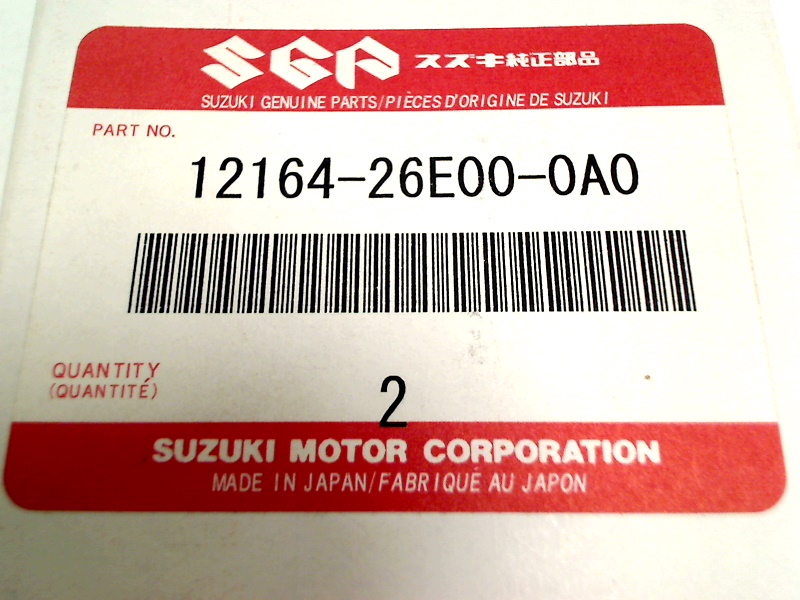 SGP スズキ純正部品
SUZUKI GENUINE PARTS/PIÈCES D'ORIGINE DE SUZUKI
PART NO.
12164-26E00-0A0
QUANTITY
(QUANTITÉ)
2
SUZUKI MOTOR CORPORATION
MADE IN JAPAN/FABRIQUÉ AU JAPON